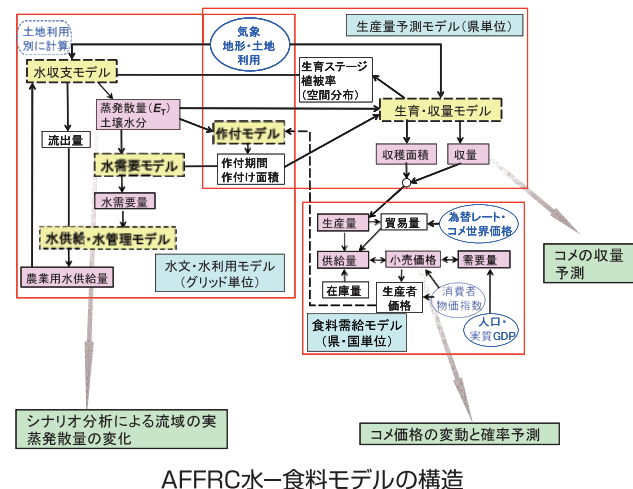 土地利用
別に計算
気象
地形・土地
利用
生産量予測モデル(県単位)
水収支モデル
生育ステージ
植被率
(空間分布)
蒸発散量(ET)
土壌水分
生育・収量モデル
作付モデル
流出量
水需要モデル
作付期間
作付け面積
収穫面積
収量
水需要量
生産量
貿易量
為替レート・
コメ世界価格
水供給・水管理モデル
供給量
小売価格
需要量
コメの収量
予測
農業用水供給量
水文・水利用モデル
(グリッド単位)
在庫量
生産者
価格
消費者
物価指数
食料需給モデル
(県・国単位)
人口・
実質GDP
シナリオ分析による流域の実
蒸発散量の変化
コメ価格の変動と確率予測
AFFRC水ー食料モデルの構造